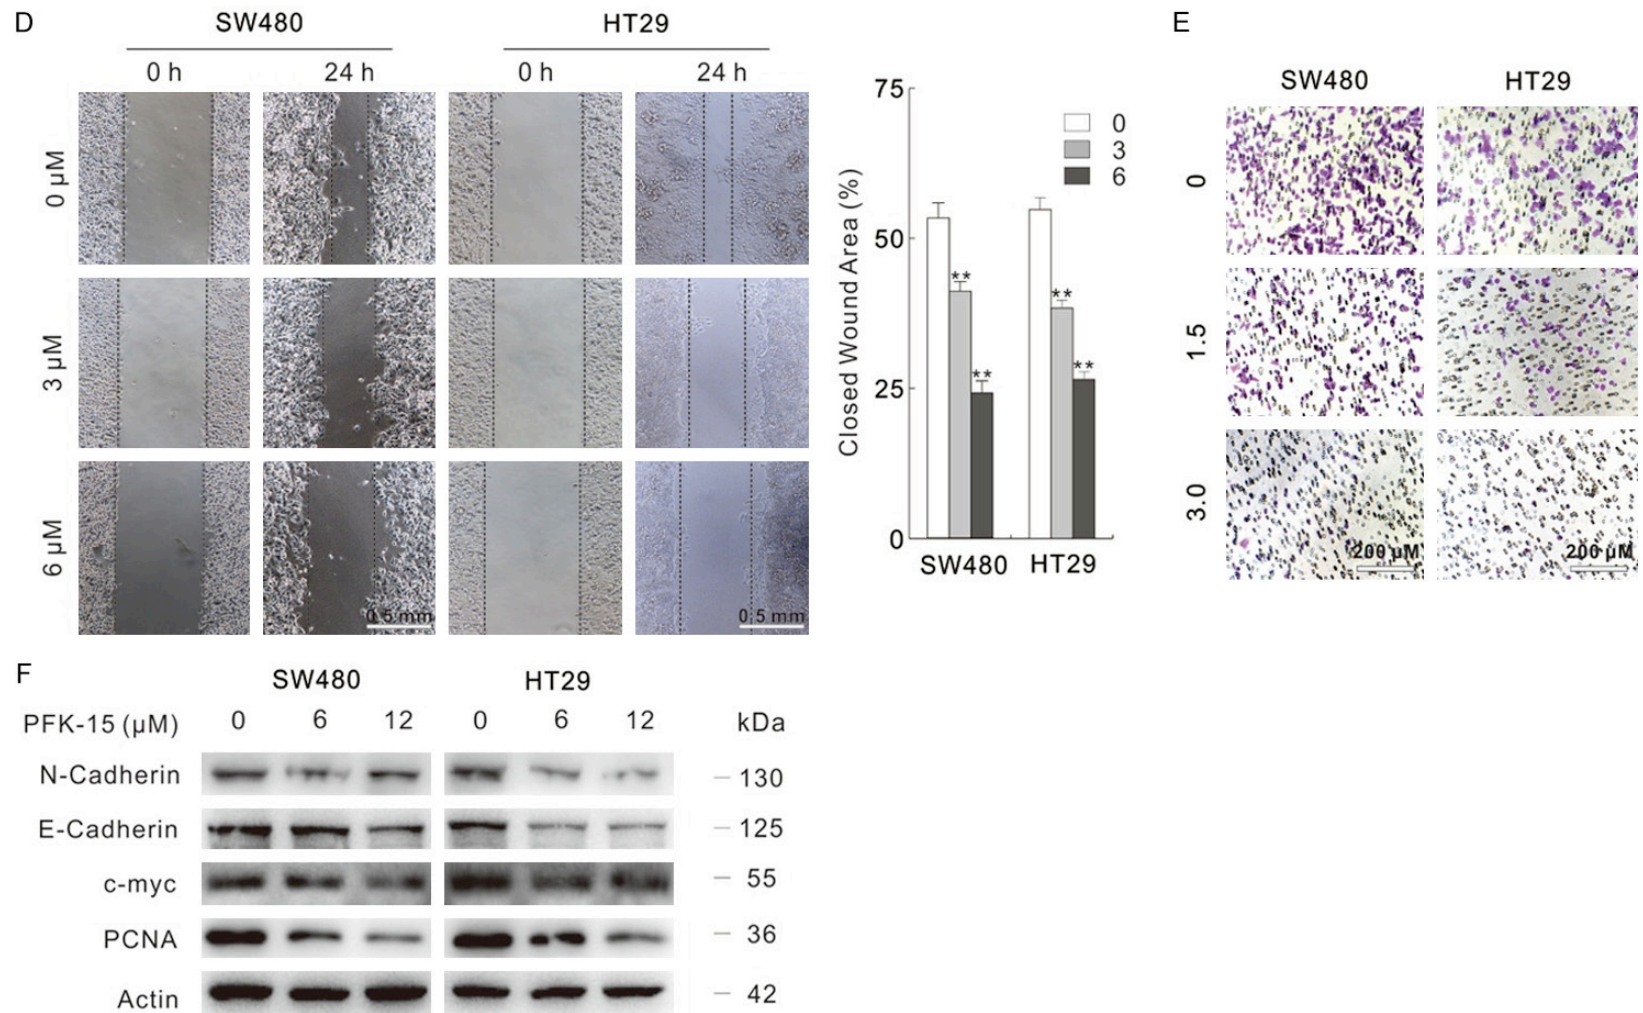 D
SW480 HT29
0 h 24 h 0 h 24 h
0 µM
3 µM
6 µM
0.5 mm 0.5 mm
75
50
25
0
Closed Wound Area (%)
0
3
6
** ** ** **
SW480 HT29
E
SW480 HT29
0
1.5
3.0
200 µM 200 µM
F
SW480 HT29
PFK-15 (µM) 0 6 12 0 6 12 kDa
N-Cadherin 130
E-Cadherin 125
c-myc 55
PCNA 36
Actin 42